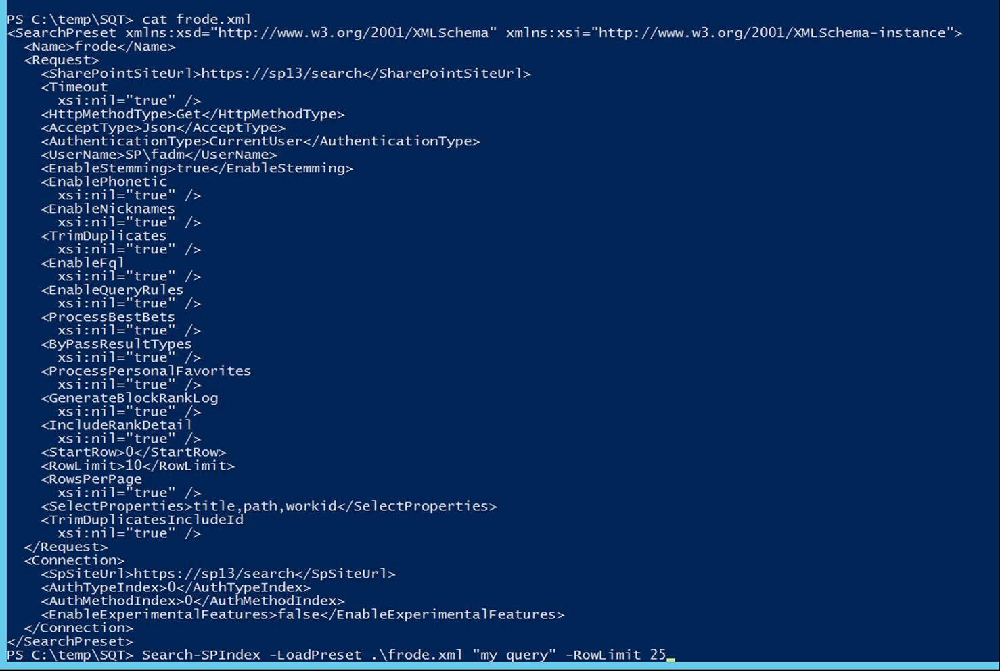 PS C:\temp\SQT> cat frode.xml
<SearchPreset xmlns:xsd="http://www.w3.org/2001/XMLSchema" xmlns:xsi="http://www.w3.org/2001/XMLSchema-instance">
  <Name>frode</Name>
  <Request>
    <SharePointSiteUrl>https://sp13/search</SharePointSiteUrl>
    <Timeout
      xsi:nil="true" />
    <HttpMethodType>Get</HttpMethodType>
    <AcceptType>Json</AcceptType>
    <AuthenticationType>CurrentUser</AuthenticationType>
    <UserName>SP\fadm</UserName>
    <EnableStemming>true</EnableStemming>
    <EnablePhonetic
      xsi:nil="true" />
    <EnableNicknames
      xsi:nil="true" />
    <TrimDuplicates
      xsi:nil="true" />
    <EnableFql
      xsi:nil="true" />
    <EnableQueryRules
      xsi:nil="true" />
    <ProcessBestBets
      xsi:nil="true" />
    <ByPassResultTypes
      xsi:nil="true" />
    <ProcessPersonalFavorites
      xsi:nil="true" />
    <GenerateBlockRankLog
      xsi:nil="true" />
    <IncludeRankDetail
      xsi:nil="true" />
    <StartRow>0</StartRow>
    <RowLimit>10</RowLimit>
    <RowsPerPage
      xsi:nil="true" />
    <SelectProperties>title,path,workid</SelectProperties>
    <TrimDuplicatesIncludeId
      xsi:nil="true" />
  </Request>
  <Connection>
    <SpSiteUrl>https://sp13/search</SpSiteUrl>
    <AuthTypeIndex>0</AuthTypeIndex>
    <AuthMethodIndex>0</AuthMethodIndex>
    <EnableExperimentalFeatures>false</EnableExperimentalFeatures>
  </Connection>
</SearchPreset>
PS C:\temp\SQT> Search-SPIndex -LoadPreset .\frode.xml "my query" -RowLimit 25